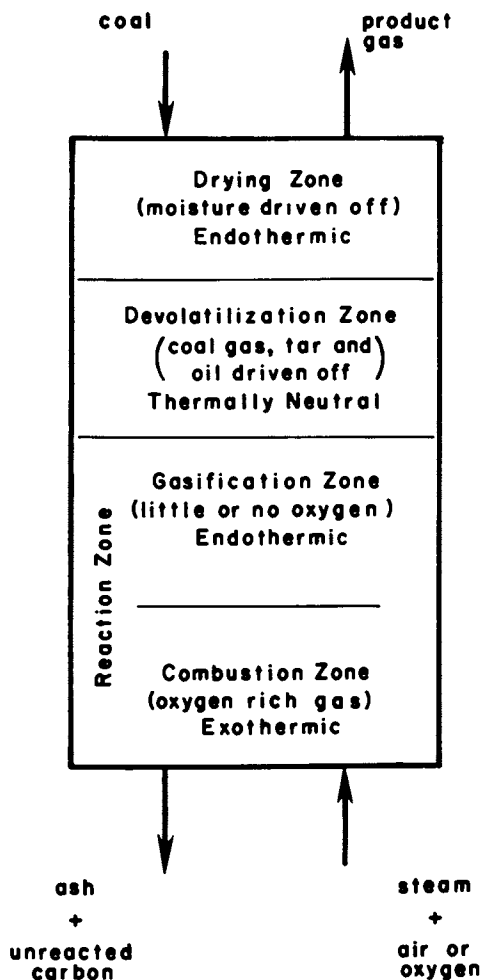 coal
product
gas
Drying Zone
(moisture driven off)
Endothermic
Devolatilization Zone
(coal gas, tar and
oil driven off)
Thermally Neutral
Reaction Zone
Gasification Zone
(little or no oxygen)
Endothermic
Combustion Zone
(oxygen rich gas)
Exothermic
ash
+
unreacted
carbon
steam
+
air or
oxygen